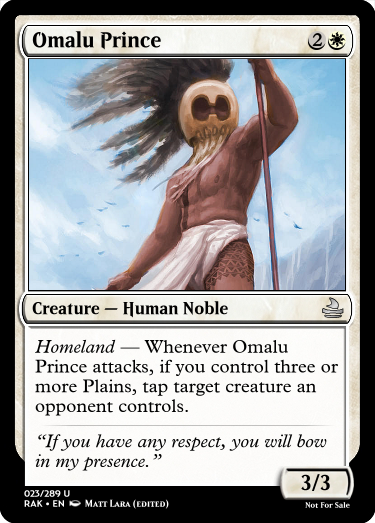 Omalu Prince 2
Creature — Human Noble
Homeland — Whenever Omalu
Prince attacks, if you control three or
more Plains, tap target creature an
opponent controls.
“If you have any respect, you will bow
in my presence.”
3/3
023/289 U
RAK • EN Matt Lara (edited)
Not For Sale